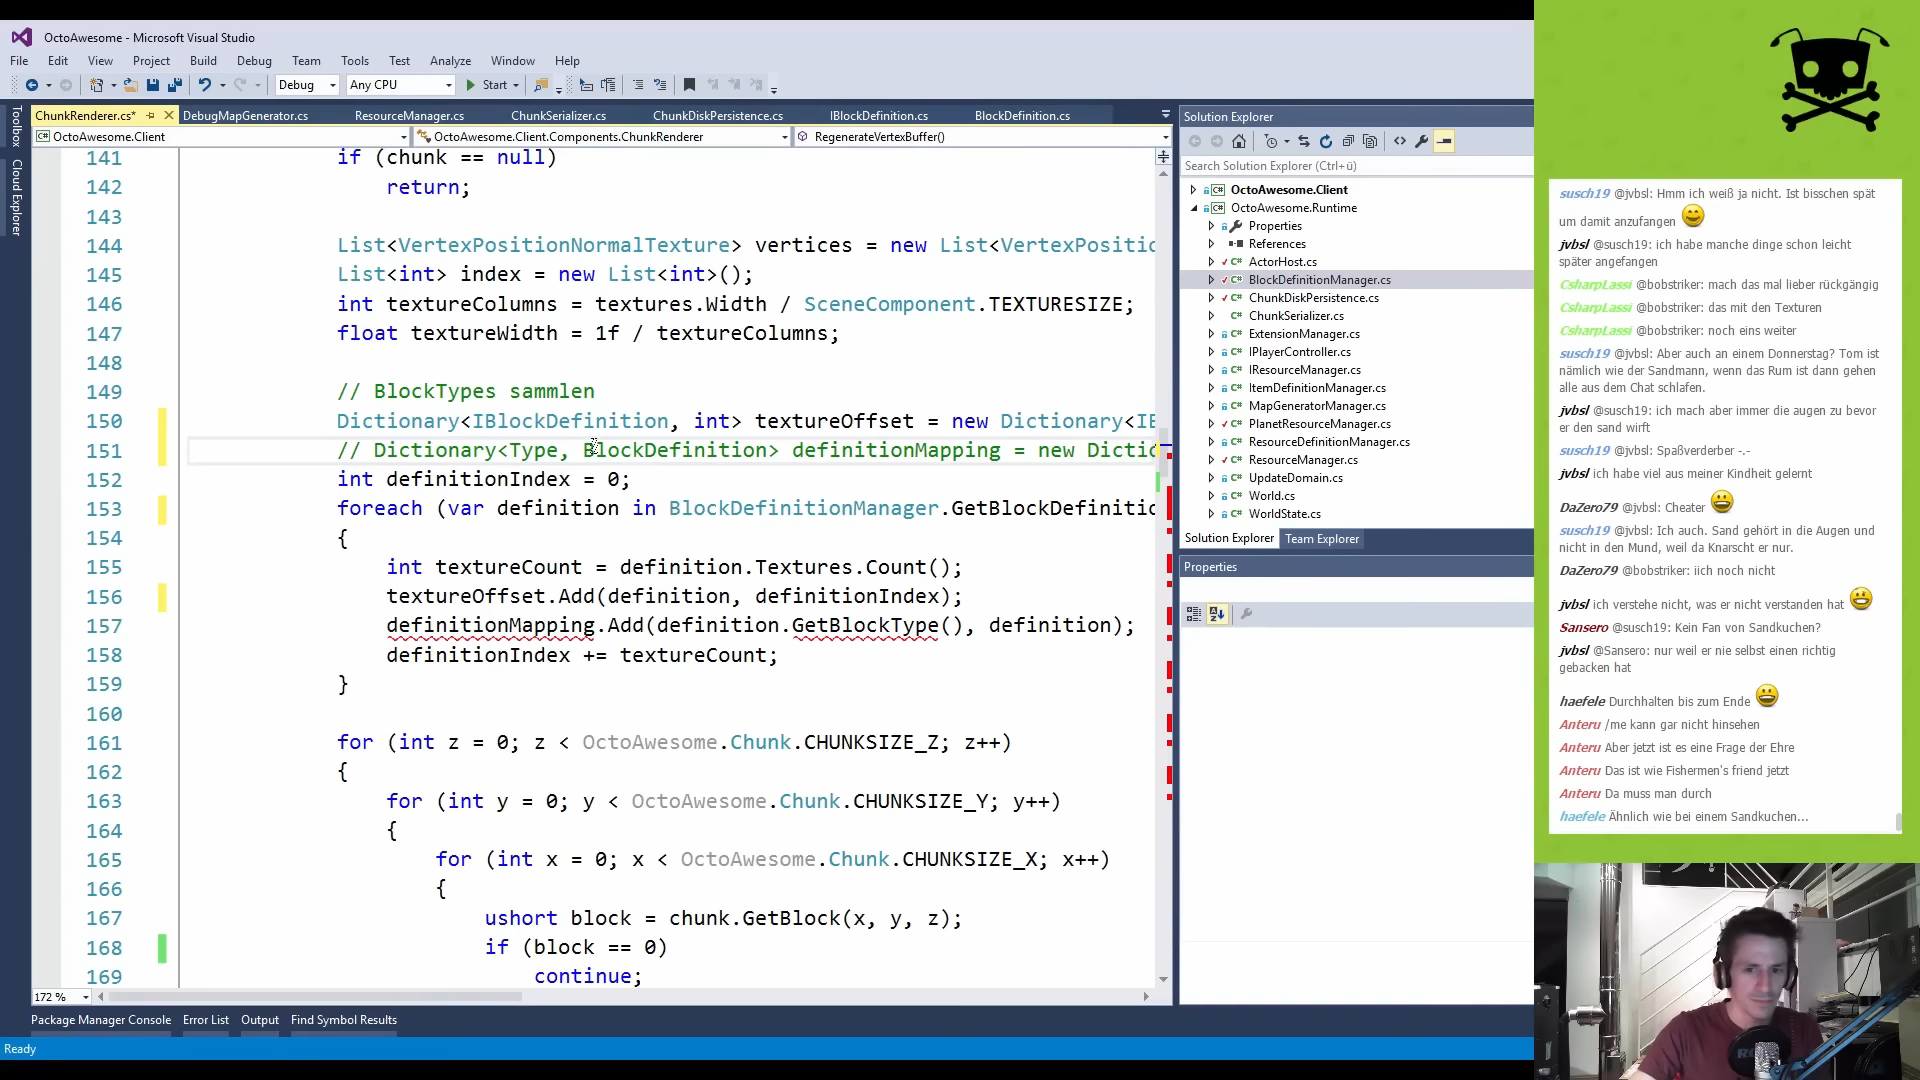 OctoAwesome - Microsoft Visual Studio
File Edit View Project Build Debug Team Tools Test Analyze Window Help
Debug Any CPU Start
ChunkRenderer.cs* DebugMapGenerator.cs ResourceManager.cs ChunkSerializer.cs ChunkDiskPersistence.cs IBlockDefinition.cs BlockDefinition.cs
OctoAwesome.Client OctoAwesome.Client.Components.ChunkRenderer RegenerateVertexBuffer()
Toolbox
Cloud Explorer
141 if (chunk == null)
142 return;
143
144 List<VertexPositionNormalTexture> vertices = new List<VertexPositio
145 List<int> index = new List<int>();
146 int textureColumns = textures.Width / SceneComponent.TEXTURESIZE;
147 float textureWidth = 1f / textureColumns;
148
149 // BlockTypes sammlen
150 Dictionary<IBlockDefinition, int> textureOffset = new Dictionary<IB
151 // Dictionary<Type, BlockDefinition> definitionMapping = new Dictio
152 int definitionIndex = 0;
153 foreach (var definition in BlockDefinitionManager.GetBlockDefinitio
154 {
155 int textureCount = definition.Textures.Count();
156 textureOffset.Add(definition, definitionIndex);
157 definitionMapping.Add(definition.GetBlockType(), definition);
158 definitionIndex += textureCount;
159 }
160
161 for (int z = 0; z < OctoAwesome.Chunk.CHUNKSIZE_Z; z++)
162 {
163 for (int y = 0; y < OctoAwesome.Chunk.CHUNKSIZE_Y; y++)
164 {
165 for (int x = 0; x < OctoAwesome.Chunk.CHUNKSIZE_X; x++)
166 {
167 ushort block = chunk.GetBlock(x, y, z);
168 if (block == 0)
169 continue;
172 %
Package Manager Console Error List Output Find Symbol Results
Ready
Solution Explorer
Search Solution Explorer (Ctrl+ü)
OctoAwesome.Client
OctoAwesome.Runtime
Properties
References
ActorHost.cs
BlockDefinitionManager.cs
ChunkDiskPersistence.cs
ChunkSerializer.cs
ExtensionManager.cs
IPlayerController.cs
IResourceManager.cs
ItemDefinitionManager.cs
MapGeneratorManager.cs
PlanetResourceManager.cs
ResourceDefinitionManager.cs
ResourceManager.cs
UpdateDomain.cs
World.cs
WorldState.cs
Solution Explorer Team Explorer
Properties
susch19 @jvbsl: Hmm ich weiß ja nicht. Ist bisschen spät
um damit anzufangen
jvbsl @susch19: ich habe manche dinge schon leicht
später angefangen
CsharpLassi @bobstriker: mach das mal lieber rückgängig
CsharpLassi @bobstriker: das mit den Texturen
CsharpLassi @bobstriker: noch eins weiter
susch19 @jvbsl: Aber auch an einem Donnerstag? Tom ist
nämlich wie der Sandmann, wenn das Rum ist dann gehen
alle aus dem Chat schlafen.
jvbsl @susch19: ich mach aber immer die augen zu bevor
er den sand wirft
susch19 @jvbsl: Spaßverderber -.-
jvbsl ich habe viel aus meiner Kindheit gelernt
DaZero79 @jvbsl: Cheater
susch19 @jvbsl: Ich auch. Sand gehört in die Augen und
nicht in den Mund, weil da Knarscht er nur.
DaZero79 @bobstriker: iich noch nicht
jvbsl ich verstehe nicht, was er nicht verstanden hat
Sansero @susch19: Kein Fan von Sandkuchen?
jvbsl @Sansero: nur weil er nie selbst einen richtig
gebacken hat
haefele Durchhalten bis zum Ende
Anteru /me kann gar nicht hinsehen
Anteru Aber jetzt ist es eine Frage der Ehre
Anteru Das ist wie Fishermen's friend jetzt
Anteru Da muss man durch
haefele Ähnlich wie bei einem Sandkuchen...